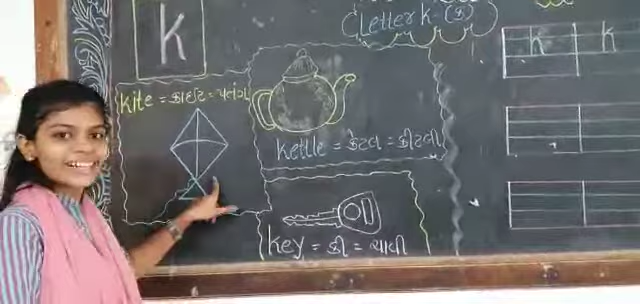 k
Letter k (ક)
kite = કાઈટ = પતંગ
kettle = કેટલ = કીટલી
key = કી = ચાવી
k k